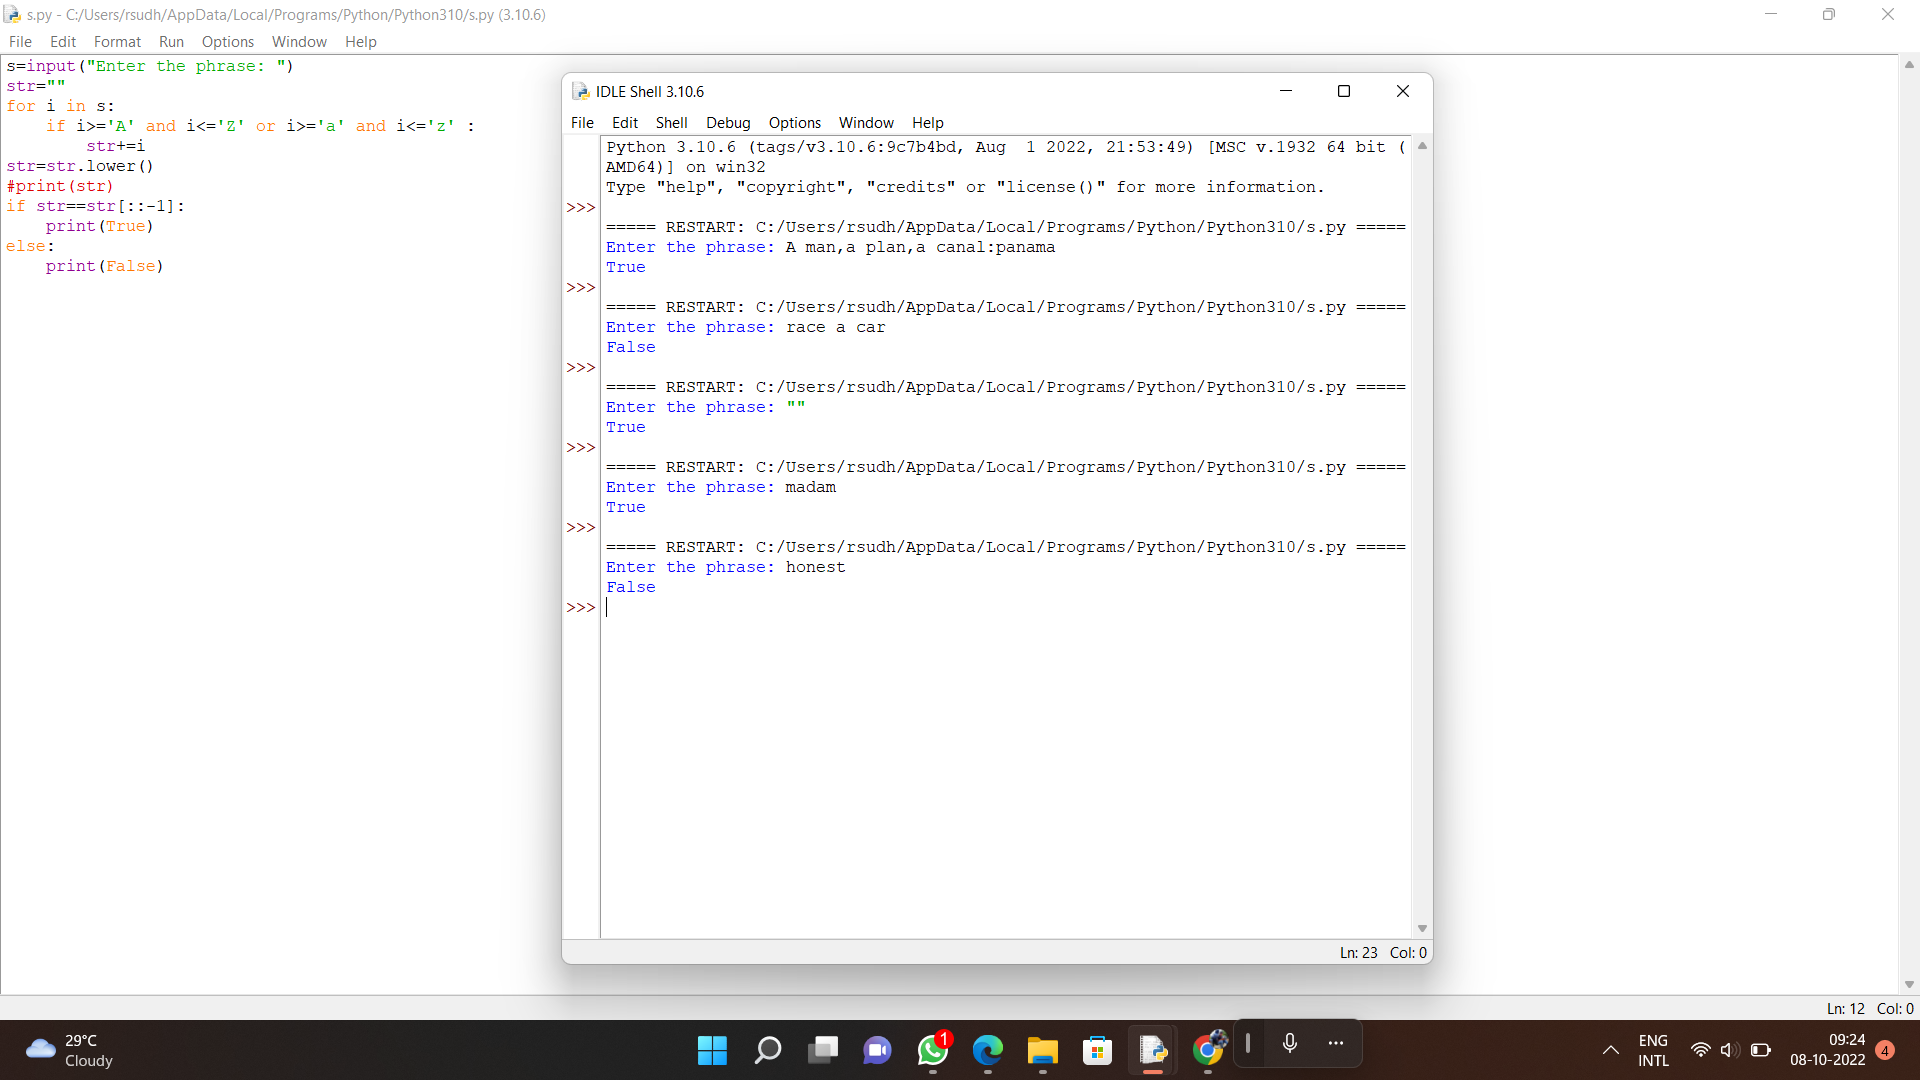 s.py - C:/Users/rsudh/AppData/Local/Programs/Python/Python310/s.py (3.10.6)
File Edit Format Run Options Window Help
s=input("Enter the phrase: ")
str=""
for i in s:
    if i>='A' and i<='Z' or i>='a' and i<='z' :
        str+=i
str=str.lower()
#print(str)
if str==str[::-1]:
    print(True)
else:
    print(False)
IDLE Shell 3.10.6
File Edit Shell Debug Options Window Help
Python 3.10.6 (tags/v3.10.6:9c7b4bd, Aug  1 2022, 21:53:49) [MSC v.1932 64 bit (
AMD64)] on win32
Type "help", "copyright", "credits" or "license()" for more information.
>>>
===== RESTART: C:/Users/rsudh/AppData/Local/Programs/Python/Python310/s.py =====
Enter the phrase: A man,a plan,a canal:panama
True
>>>
===== RESTART: C:/Users/rsudh/AppData/Local/Programs/Python/Python310/s.py =====
Enter the phrase: race a car
False
>>>
===== RESTART: C:/Users/rsudh/AppData/Local/Programs/Python/Python310/s.py =====
Enter the phrase: ""
True
>>>
===== RESTART: C:/Users/rsudh/AppData/Local/Programs/Python/Python310/s.py =====
Enter the phrase: madam
True
>>>
===== RESTART: C:/Users/rsudh/AppData/Local/Programs/Python/Python310/s.py =====
Enter the phrase: honest
False
>>>
Ln: 23 Col: 0
Ln: 12 Col: 0
29°C
Cloudy
1
ENG
INTL
09:24
08-10-2022
4